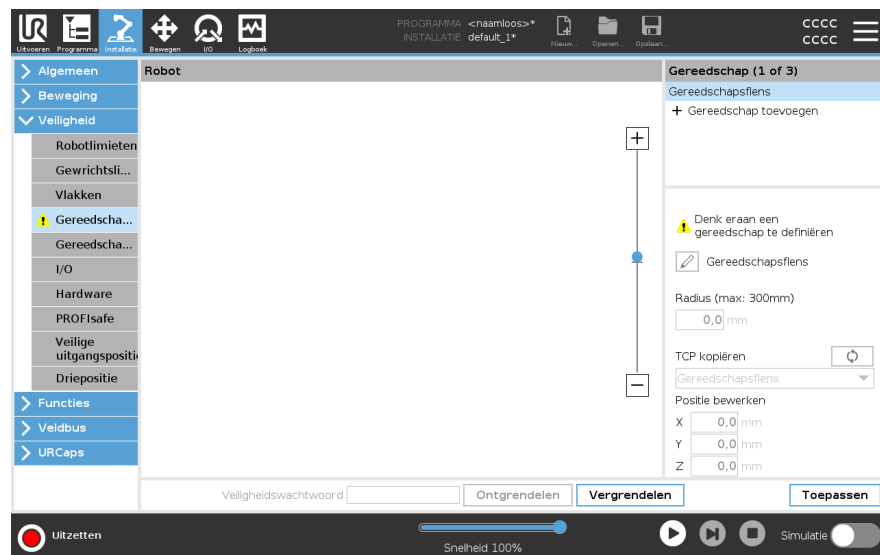 PROGRAMMA <naamloos>*
INSTALLATIE default_1*
Uitvoeren Programma Installatie Bewegen I/O Logboek
Nieuw... Openen... Opslaan...
cccc
cccc
Algemeen
Beweging
Veiligheid
Robotlimieten
Gewrichtsli...
Vlakken
Gereedscha...
Gereedscha...
I/O
Hardware
PROFIsafe
Veilige
uitgangspositi
Driepositie
Functies
Veldbus
URCaps
Robot
Gereedschap (1 of 3)
Gereedschapsflens
+ Gereedschap toevoegen
Denk eraan een
gereedschap te definiëren
Gereedschapsflens
Radius (max: 300mm)
0,0 mm
TCP kopiëren
Gereedschapsflens
Positie bewerken
X 0,0 mm
Y 0,0 mm
Z 0,0 mm
Veiligheidswachtwoord Ontgrendelen Vergrendelen Toepassen
Uitzetten
Snelheid 100%
Simulatie